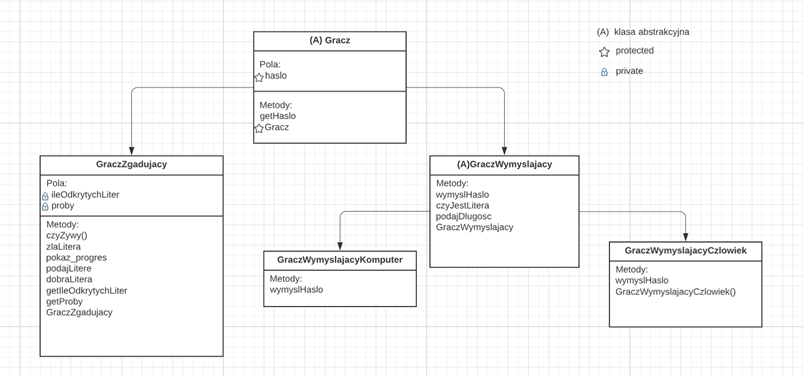 (A) Gracz
Pola:
haslo
Metody:
getHaslo
Gracz
(A) klasa abstrakcyjna
protected
private
GraczZgadujacy
Pola:
ileOdkrytychLiter
proby
Metody:
czyZywy()
zlaLitera
pokaz_progres
podajLitere
dobraLitera
getIleOdkrytychLiter
getProby
GraczZgadujacy
(A)GraczWymyslajacy
Metody:
wymyslHaslo
czyJestLitera
podajDlugosc
GraczWymyslajacy
GraczWymyslajacyKomputer
Metody:
wymyslHaslo
GraczWymyslajacyCzlowiek
Metody:
wymyslHaslo
GraczWymyslajacyCzlowiek()